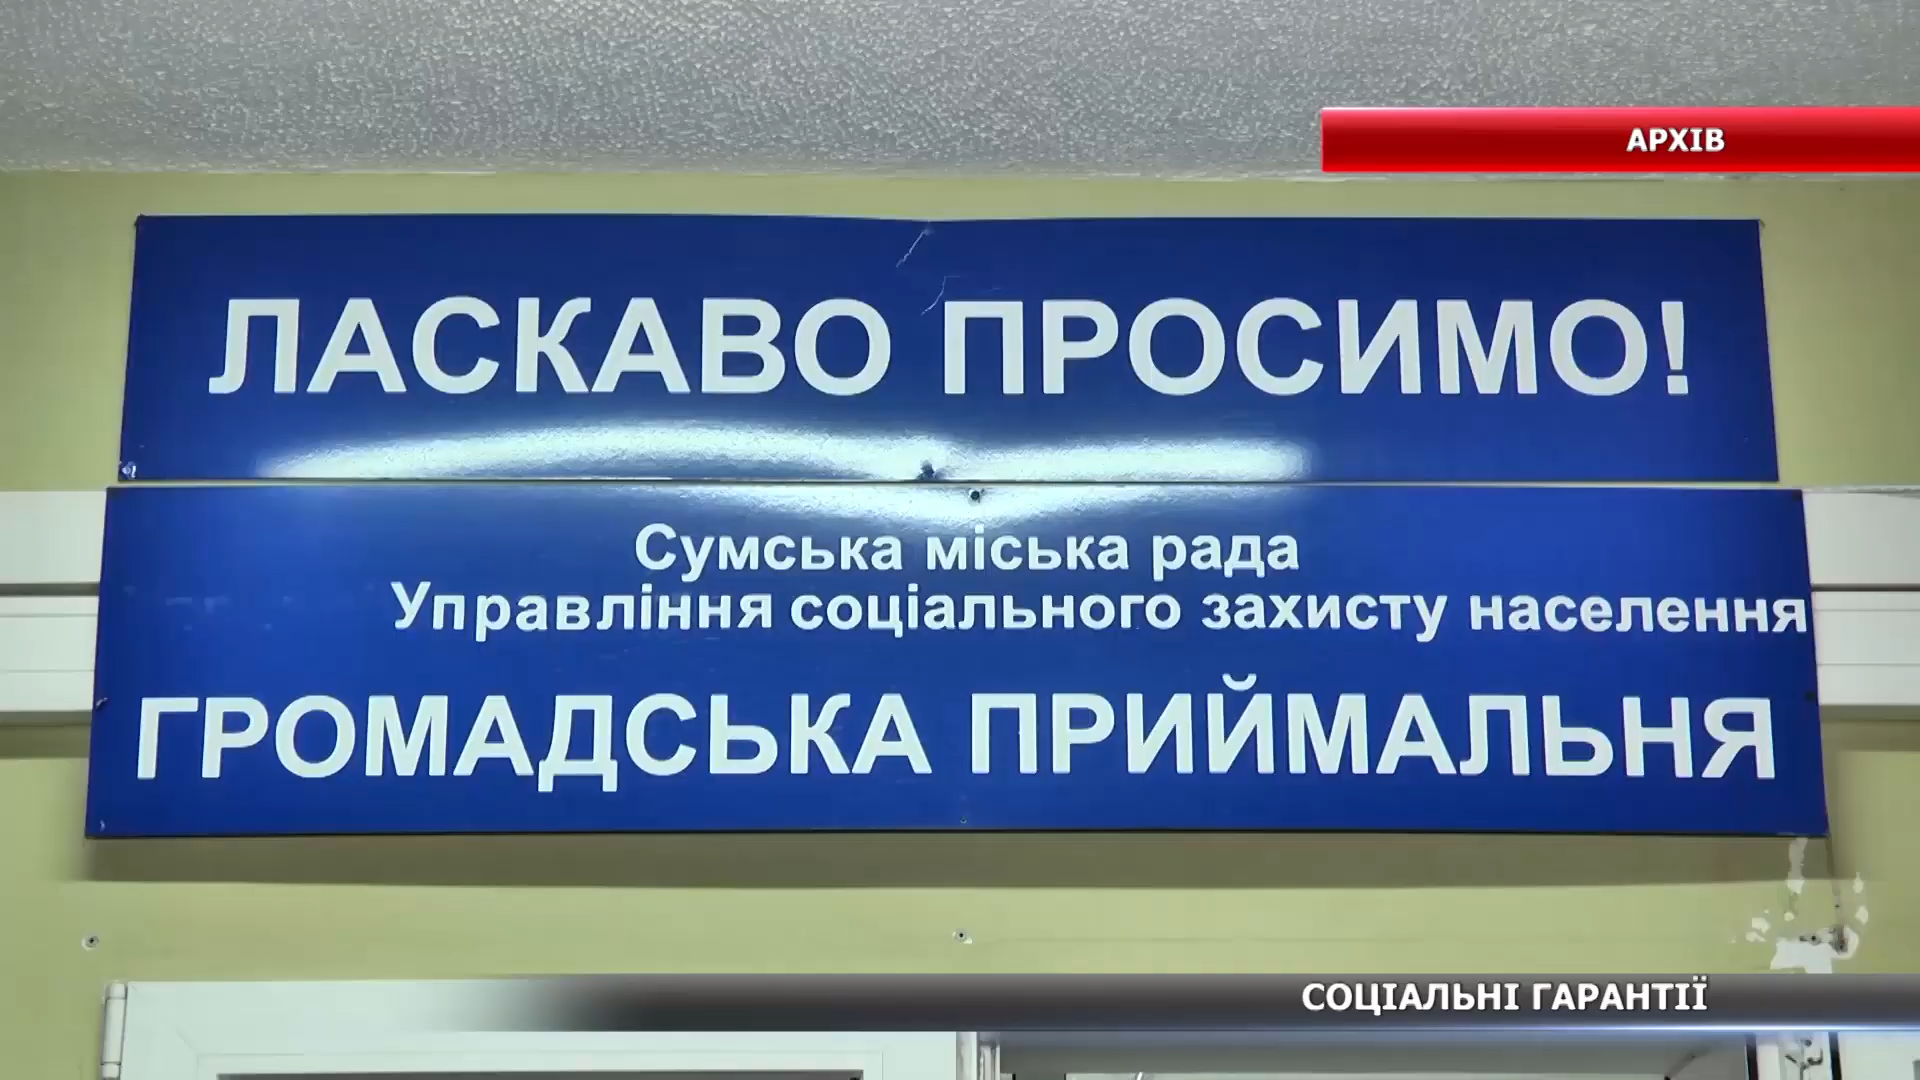 АРХІВ
ЛАСКАВО ПРОСИМО!
Сумська міська рада
Управління соціального захисту населення
ГРОМАДСЬКА ПРИЙМАЛЬНЯ
СОЦІАЛЬНІ ГАРАНТІЇ